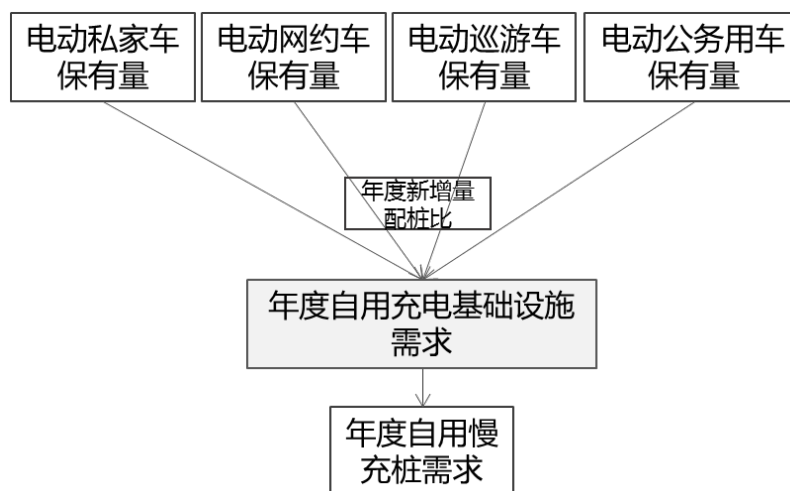 电动私家车
保有量
电动网约车
保有量
电动巡游车
保有量
电动公务用车
保有量
年度新增量
配桩比
年度自用充电基础设施
需求
年度自用慢
充桩需求